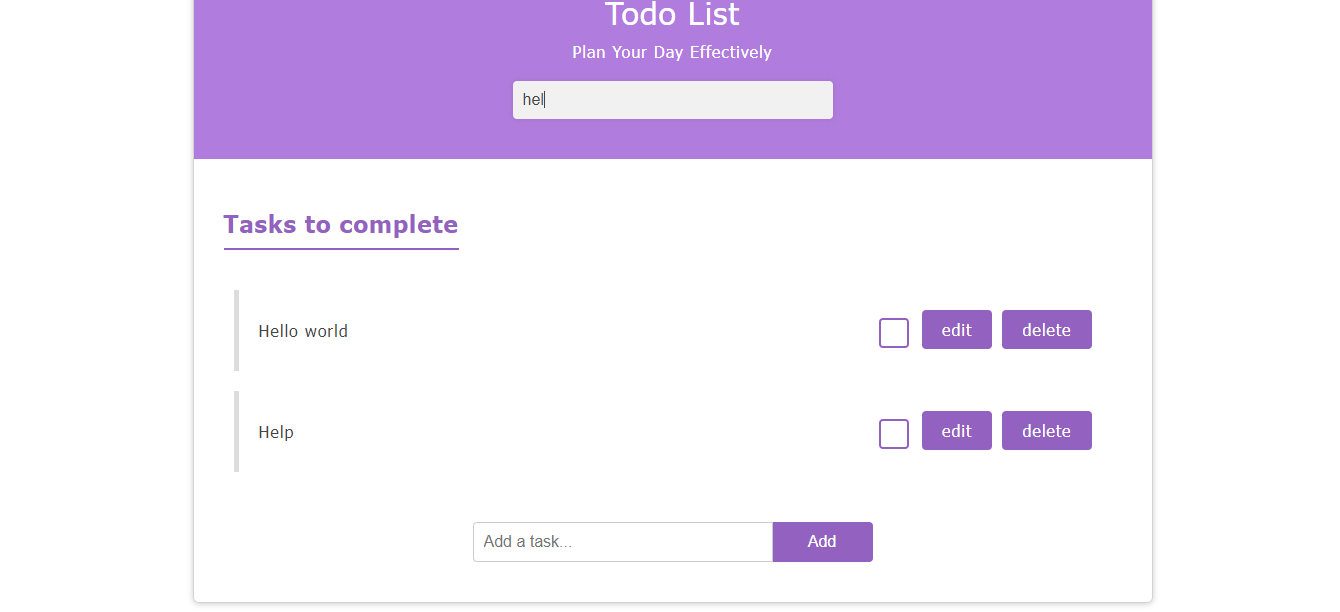 Todo List
Plan Your Day Effectively
hel
Tasks to complete
Hello world edit delete
Help edit delete
Add a task... Add